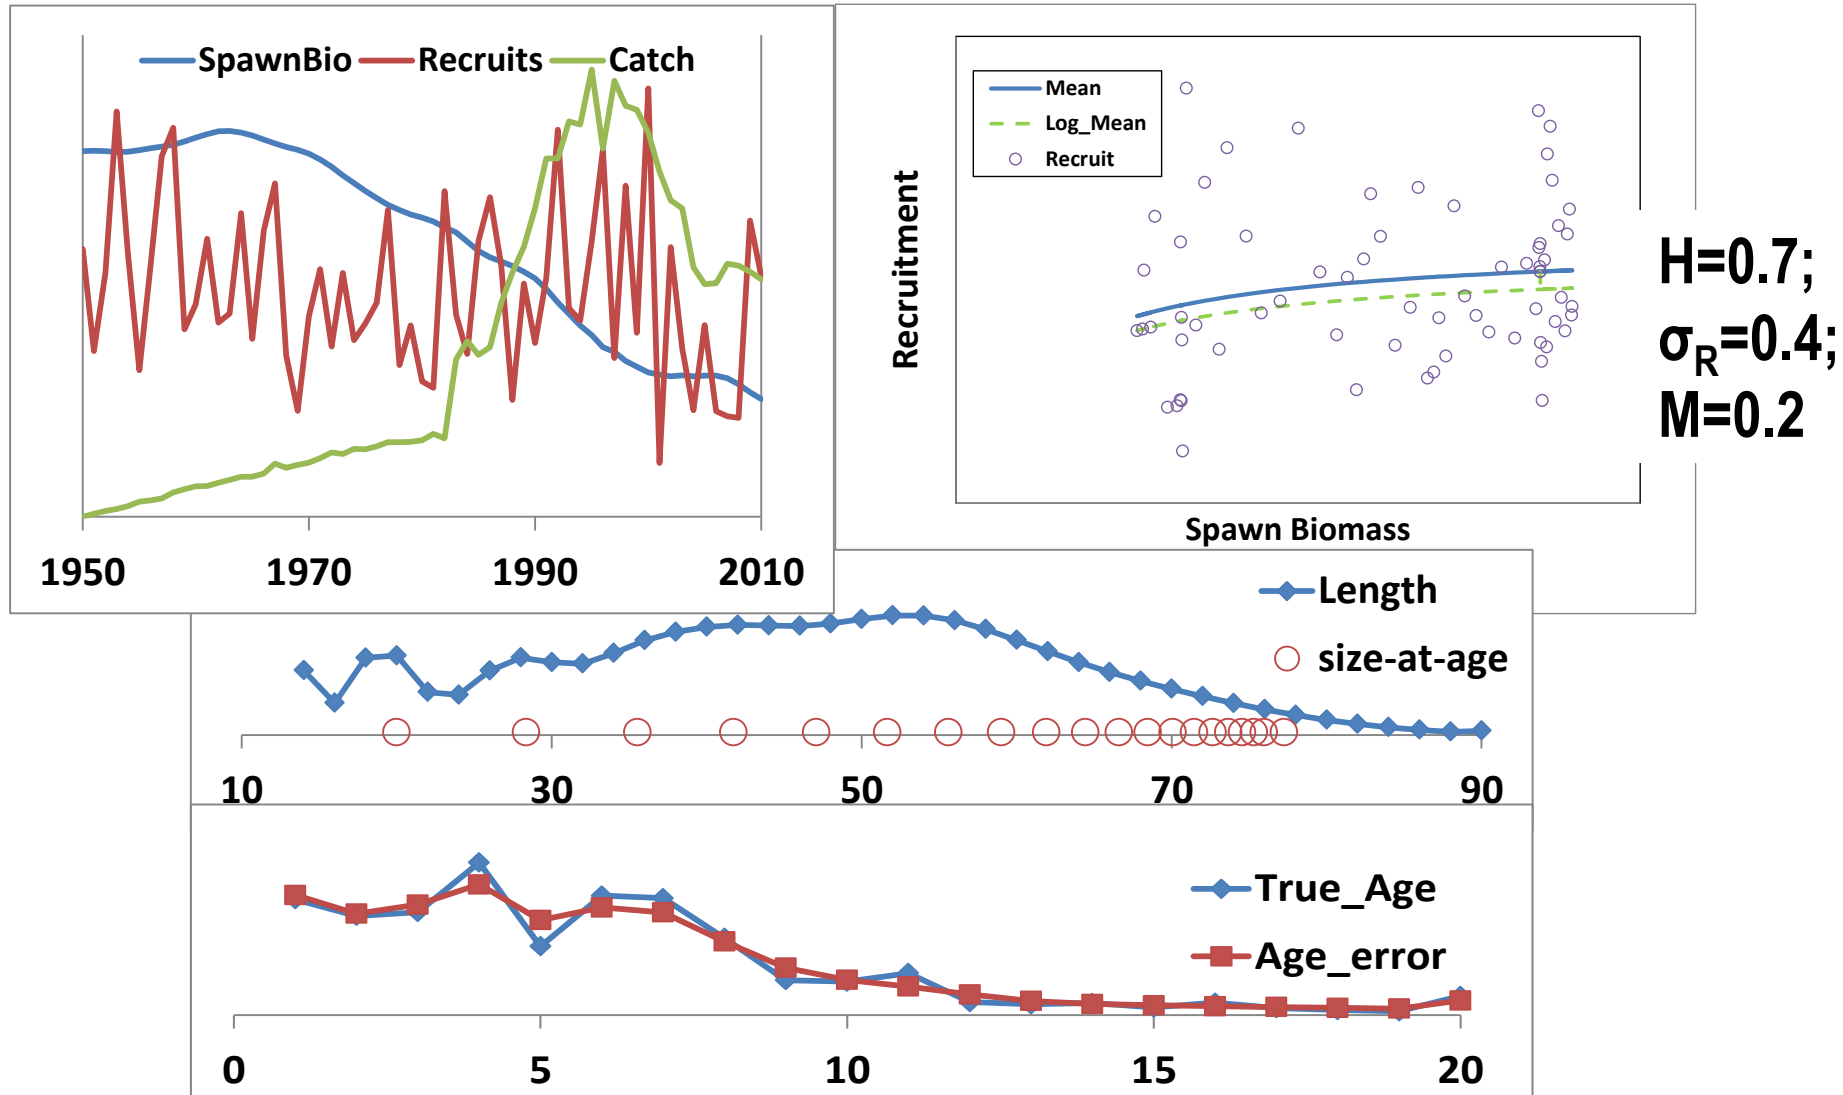 SpawnBio Recruits Catch
1950 1970 1990 2010
Mean
Log_Mean
Recruit
Recruitment
Spawn Biomass
H=0.7;
σR=0.4;
M=0.2
Length
size-at-age
10 30 50 70 90
True_Age
Age_error
0 5 10 15 20